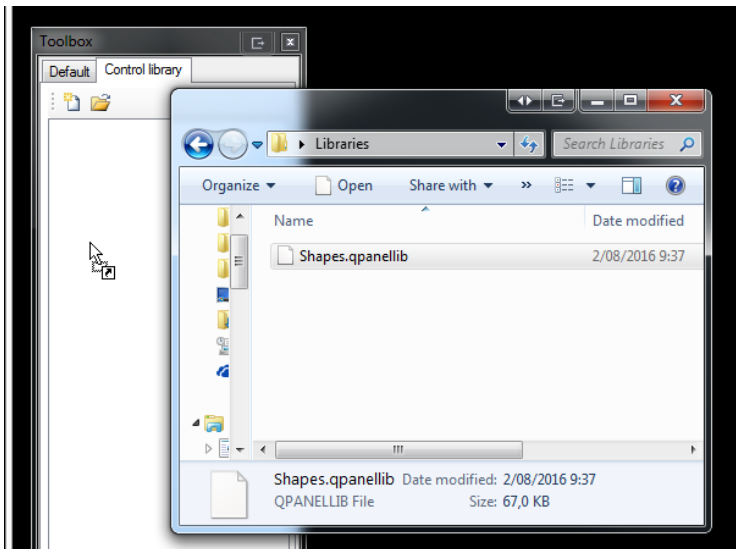 Toolbox
Default Control library
Libraries
Search Libraries
Organize Open Share with »
Name Date modified
Shapes.qpanellib 2/08/2016 9:37
Shapes.qpanellib Date modified: 2/08/2016 9:37
QPANELLIB File Size: 67,0 KB